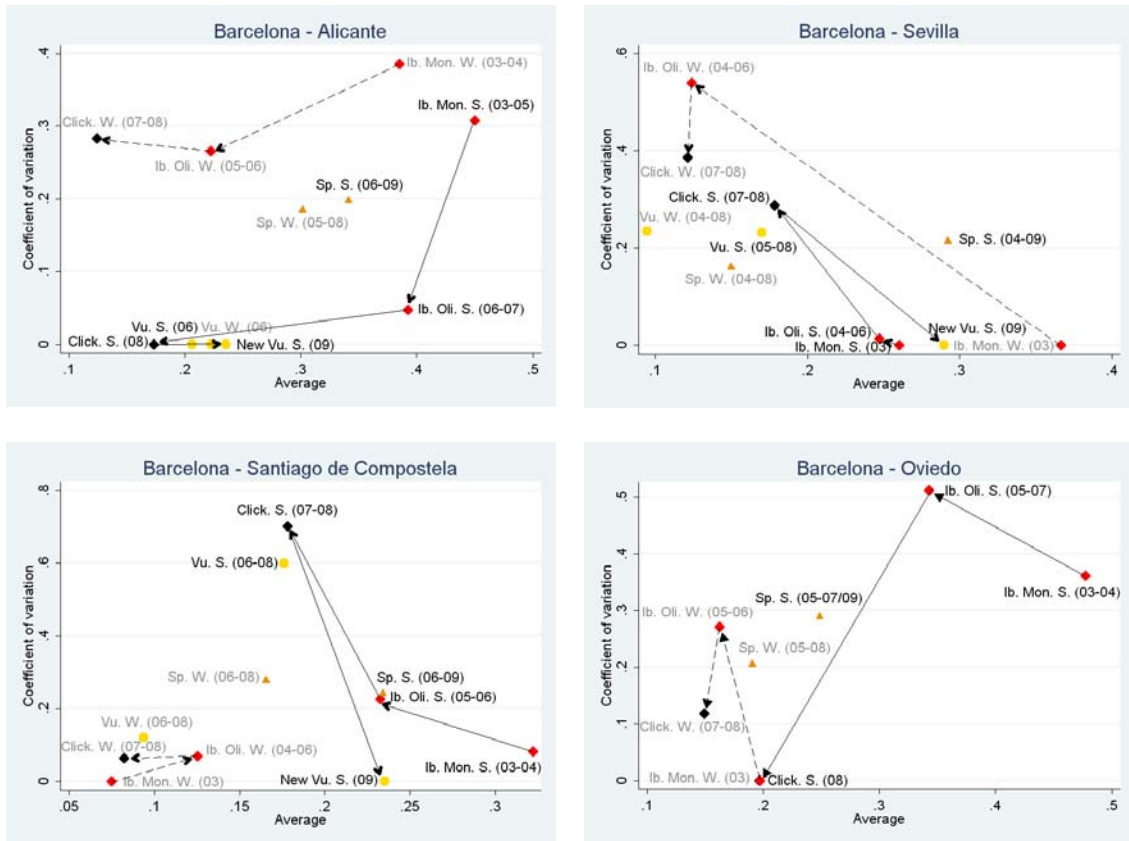 Barcelona - Alicante
Coefficient of variation
.4
.3
.2
.1
0
Ib. Mon. W. (03-04)
Ib. Mon. S. (03-05)
Click. W. (07-08)
Ib. Oli. W. (05-06)
Sp. S. (06-09)
Sp. W. (05-08)
Ib. Oli. S. (06-07)
Vu. S. (06)
Vu. W. (06)
Click. S. (08)
New Vu. S. (09)
.1 .2 .3 .4 .5
Average
Barcelona - Sevilla
Coefficient of variation
.6
.4
.2
0
Ib. Oli. W. (04-06)
Click. W. (07-08)
Click. S. (07-08)
Vu. W. (04-08)
Vu. S. (05-08)
Sp. S. (04-09)
Sp. W. (04-08)
Ib. Oli. S. (04-06)
New Vu. S. (09)
Ib. Mon. S. (03)
Ib. Mon. W. (03)
.1 .2 .3 .4
Average
Barcelona - Santiago de Compostela
Coefficient of variation
.8
.6
.4
.2
0
Click. S. (07-08)
Vu. S. (06-08)
Sp. W. (06-08)
Sp. S. (06-09)
Ib. Oli. S. (05-06)
Vu. W. (06-08)
Click. W. (07-08)
Ib. Oli. W. (04-06)
Ib. Mon. S. (03-04)
Ib. Mon. W. (03)
New Vu. S. (09)
.05 .1 .15 .2 .25 .3
Average
Barcelona - Oviedo
Coefficient of variation
.5
.4
.3
.2
.1
0
Ib. Oli. S. (05-07)
Ib. Mon. S. (03-04)
Sp. S. (05-07/09)
Ib. Oli. W. (05-06)
Sp. W. (05-08)
Click. W. (07-08)
Ib. Mon. W. (03)
Click. S. (08)
.1 .2 .3 .4 .5
Average